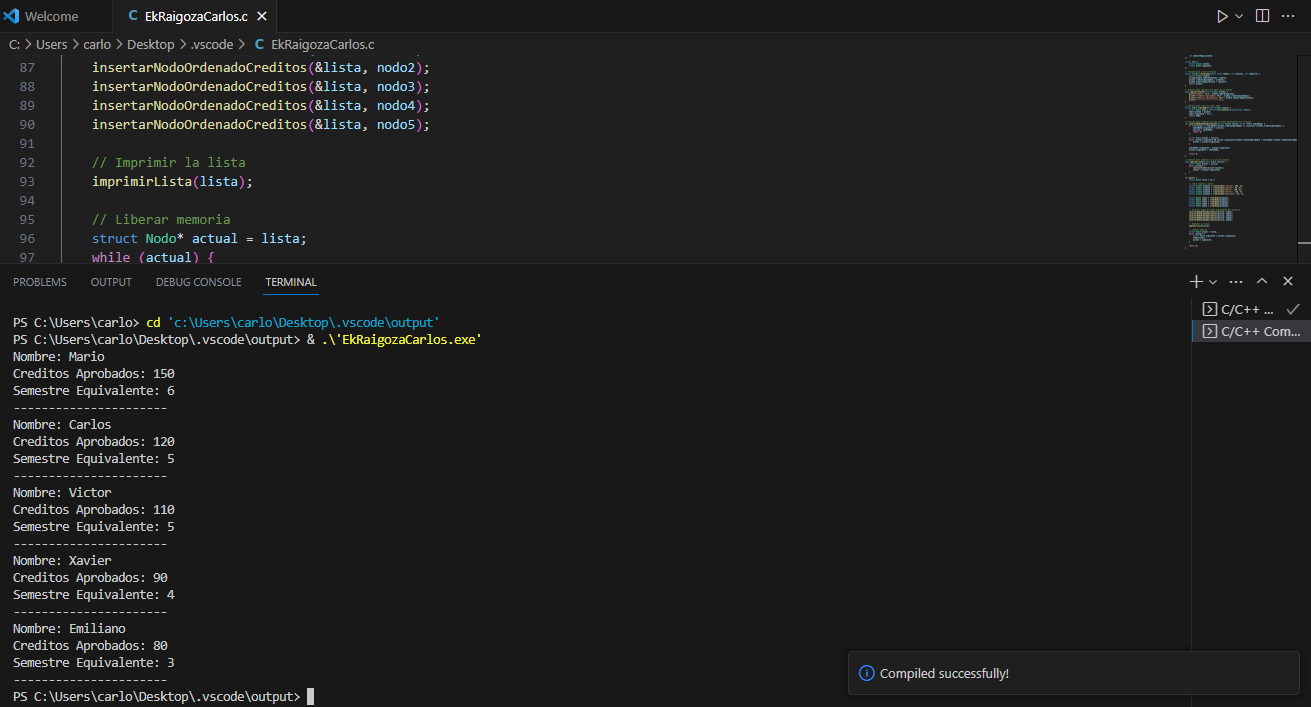 Welcome
C EkRaigozaCarlos.c
C: > Users > carlo > Desktop > .vscode > C EkRaigozaCarlos.c
87 insertarNodoOrdenadoCreditos(&lista, nodo2);
88 insertarNodoOrdenadoCreditos(&lista, nodo3);
89 insertarNodoOrdenadoCreditos(&lista, nodo4);
90 insertarNodoOrdenadoCreditos(&lista, nodo5);
91
92 // Imprimir la lista
93 imprimirLista(lista);
94
95 // Liberar memoria
96 struct Nodo* actual = lista;
97 while (actual) {
PROBLEMS OUTPUT DEBUG CONSOLE TERMINAL
C/C++ ...
C/C++ Com...
PS C:\Users\carlo> cd 'c:\Users\carlo\Desktop\.vscode\output'
PS C:\Users\carlo\Desktop\.vscode\output> & .\'EkRaigozaCarlos.exe'
Nombre: Mario
Creditos Aprobados: 150
Semestre Equivalente: 6
----------------------
Nombre: Carlos
Creditos Aprobados: 120
Semestre Equivalente: 5
----------------------
Nombre: Victor
Creditos Aprobados: 110
Semestre Equivalente: 5
----------------------
Nombre: Xavier
Creditos Aprobados: 90
Semestre Equivalente: 4
----------------------
Nombre: Emiliano
Creditos Aprobados: 80
Semestre Equivalente: 3
----------------------
PS C:\Users\carlo\Desktop\.vscode\output>
Compiled successfully!